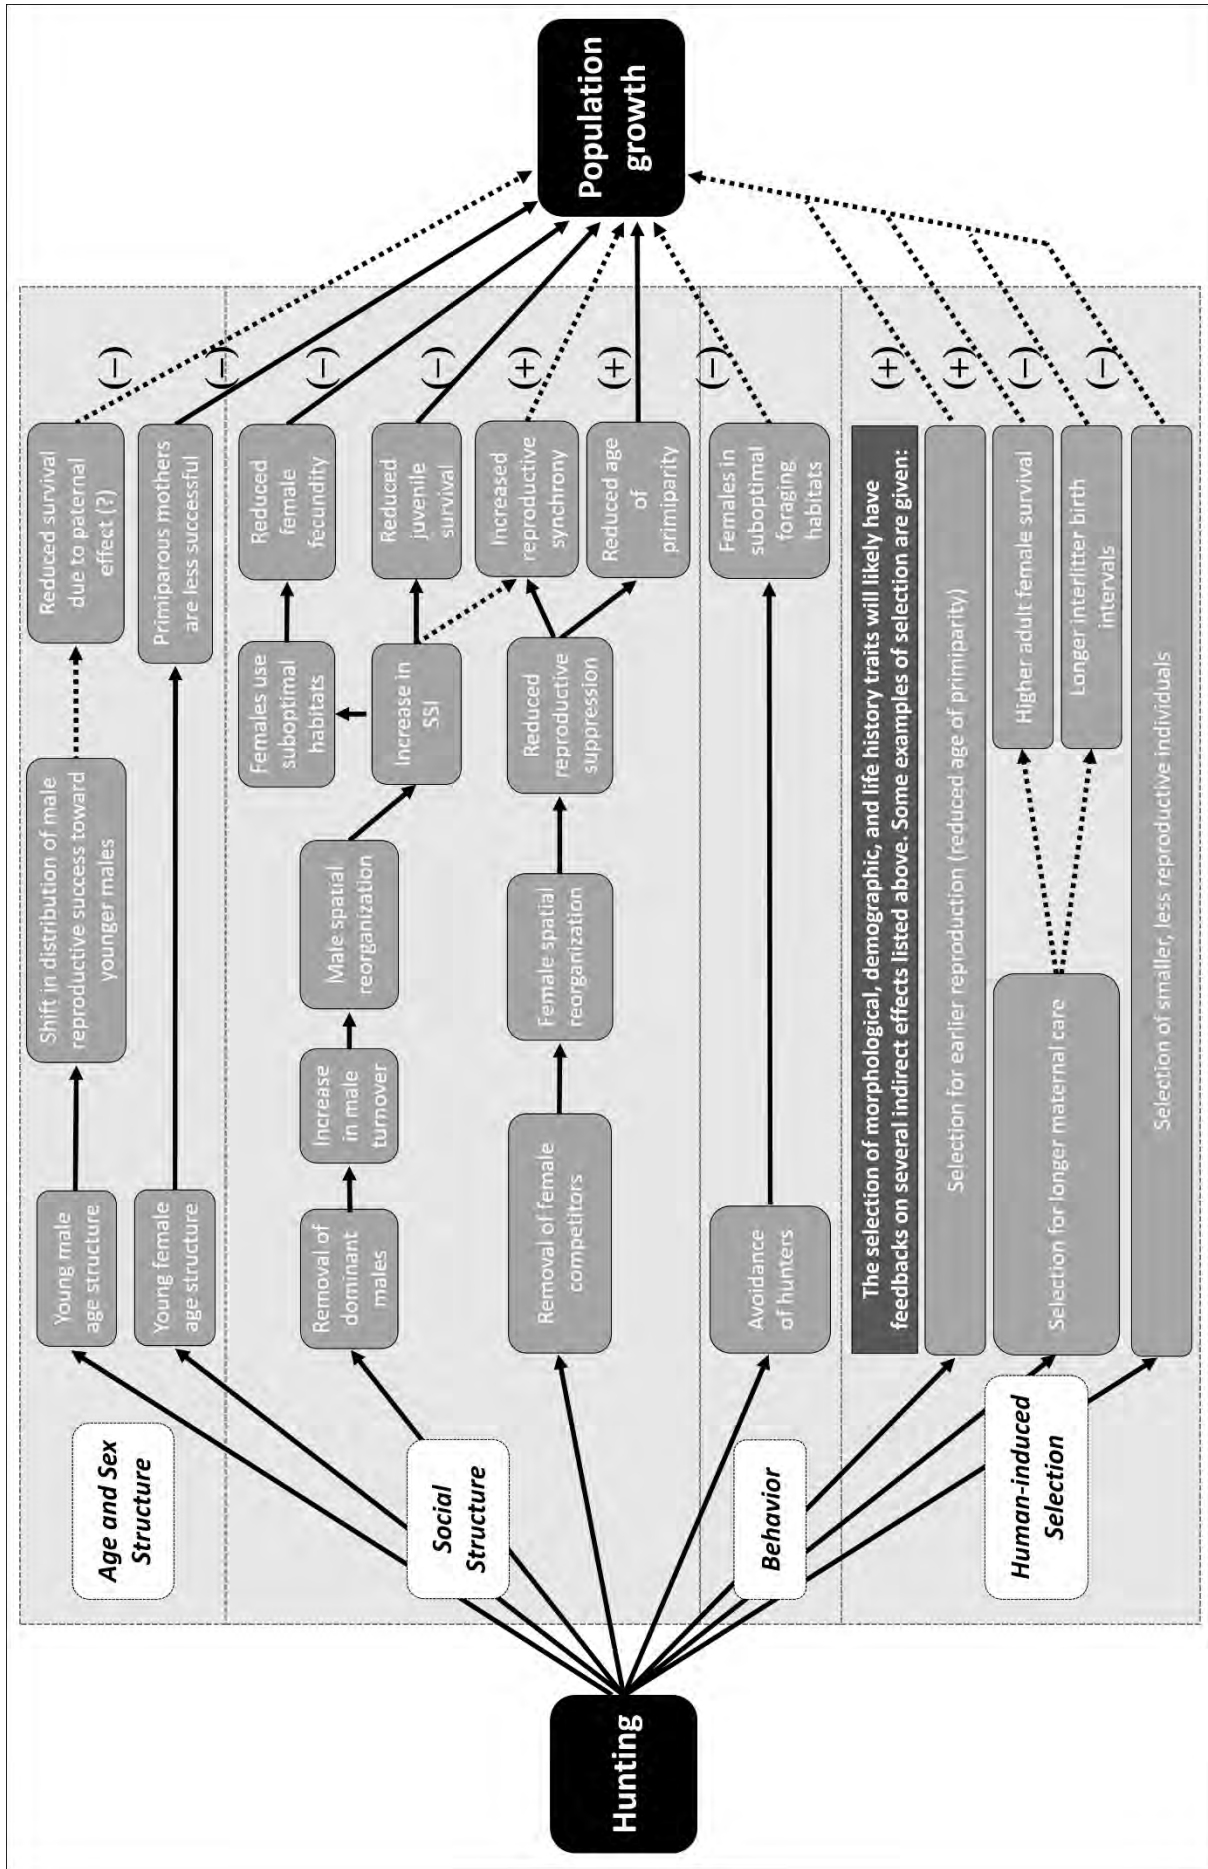 Hunting
Age and Sex
Structure
Young male
age structure
Shift in distribution of male
reproductive success toward
younger males
Reduced survival
due to paternal
effect (?)
(−)
Young female
age structure
Primiparous mothers
are less successful
(−)
Social
Structure
Removal of
dominant
males
Increase
in male
turnover
Male spatial
reorganization
Increase in
SSI
Females use
suboptimal
habitats
Reduced
female
fecundity
(−)
Reduced
juvenile
survival
(−)
Removal of female
competitors
Female spatial
reorganization
Reduced
reproductive
suppression
Increased
reproductive
synchrony
(+)
Reduced age
of
primiparity
(+)
Behavior
Avoidance
of hunters
Females in
suboptimal
foraging
habitats
(−)
Human-induced
Selection
The selection of morphological, demographic, and life history traits will likely have
feedbacks on several indirect effects listed above. Some examples of selection are given:
Selection for earlier reproduction (reduced age of primiparity)
(+)
Selection for longer maternal care
Higher adult female survival
(+)
Longer interlitter birth
intervals
(−)
Selection of smaller, less reproductive individuals
(−)
Population
growth